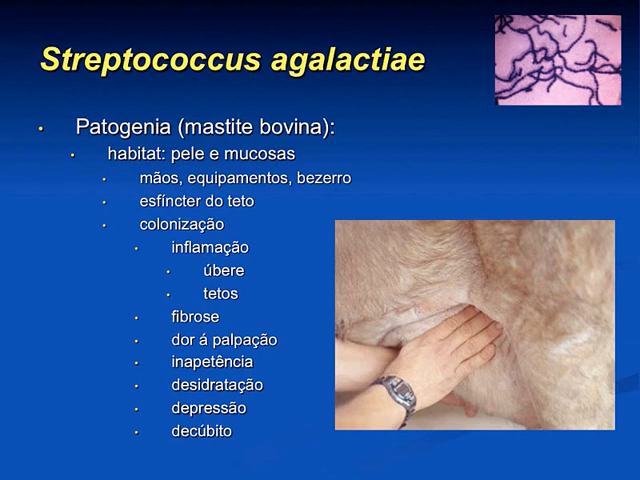 Streptococcus agalactiae
• Patogenia (mastite bovina):
• habitat: pele e mucosas
• mãos, equipamentos, bezerro
• esfíncter do teto
• colonização
• inflamação
• úbere
• tetos
• fibrose
• dor á palpação
• inapetência
• desidratação
• depressão
• decúbito